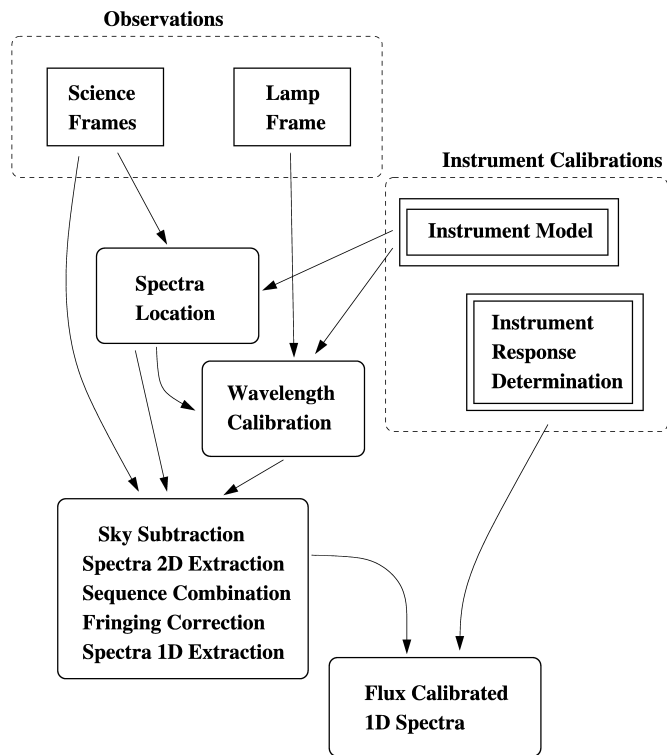 Observations
Science
Frames
Lamp
Frame
Instrument Calibrations
Instrument Model
Spectra
Location
Instrument
Response
Determination
Wavelength
Calibration
Sky Subtraction
Spectra 2D Extraction
Sequence Combination
Fringing Correction
Spectra 1D Extraction
Flux Calibrated
1D Spectra